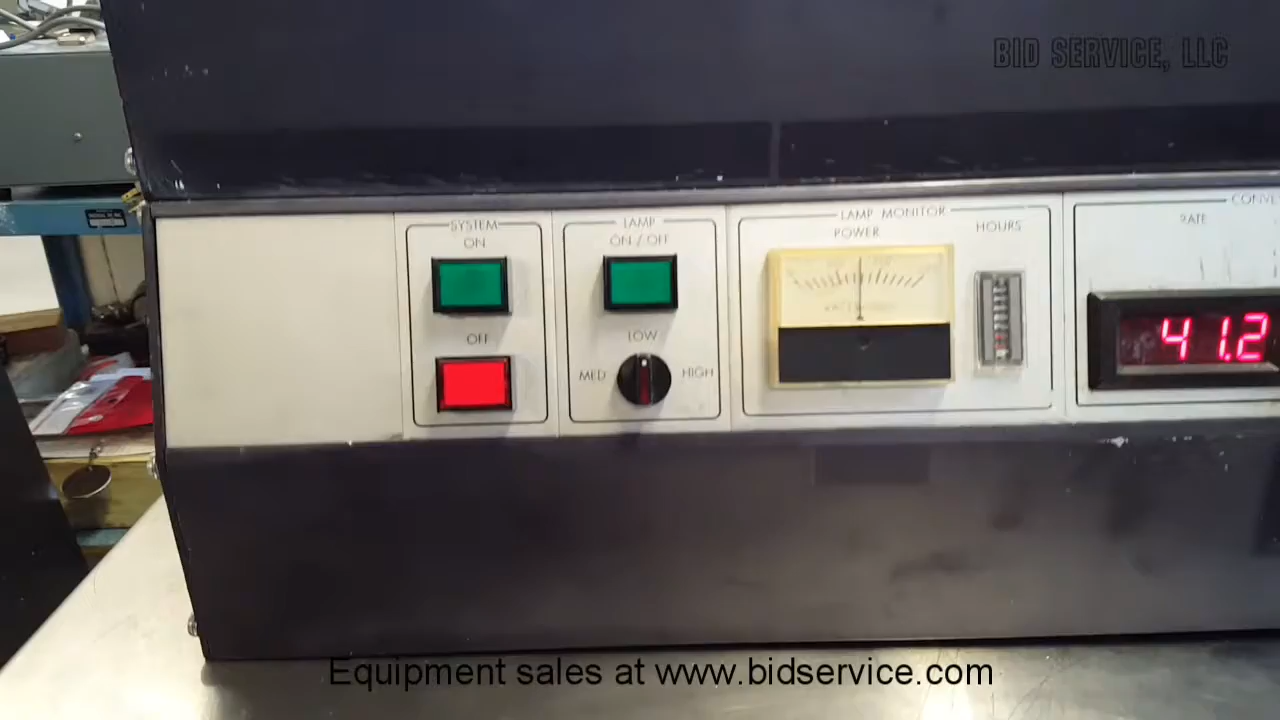 BID SERVICE, LLC
SYSTEM
ON
OFF
LAMP
ON / OFF
LOW
MED
HIGH
LAMP MONITOR
POWER
HOURS
RATE
41.2
Equipment sales at www.bidservice.com